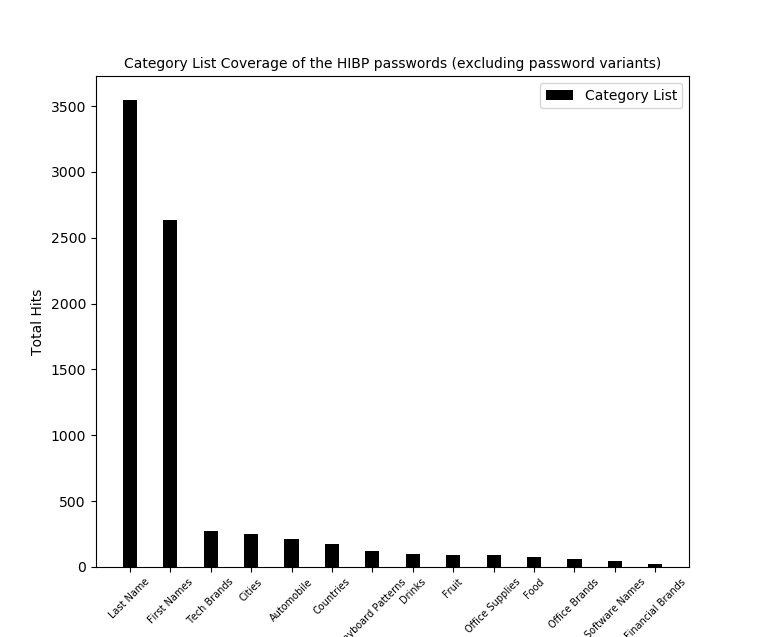 Category List Coverage of the HIBP passwords (excluding password variants)
Category List
3500
3000
2500
2000
1500
1000
500
0
Total Hits
Last Name
First Names
Tech Brands
Cities
Automobile
Countries
yboard Patterns
Drinks
Fruit
Office Supplies
Food
Office Brands
Software Names
Financial Brands